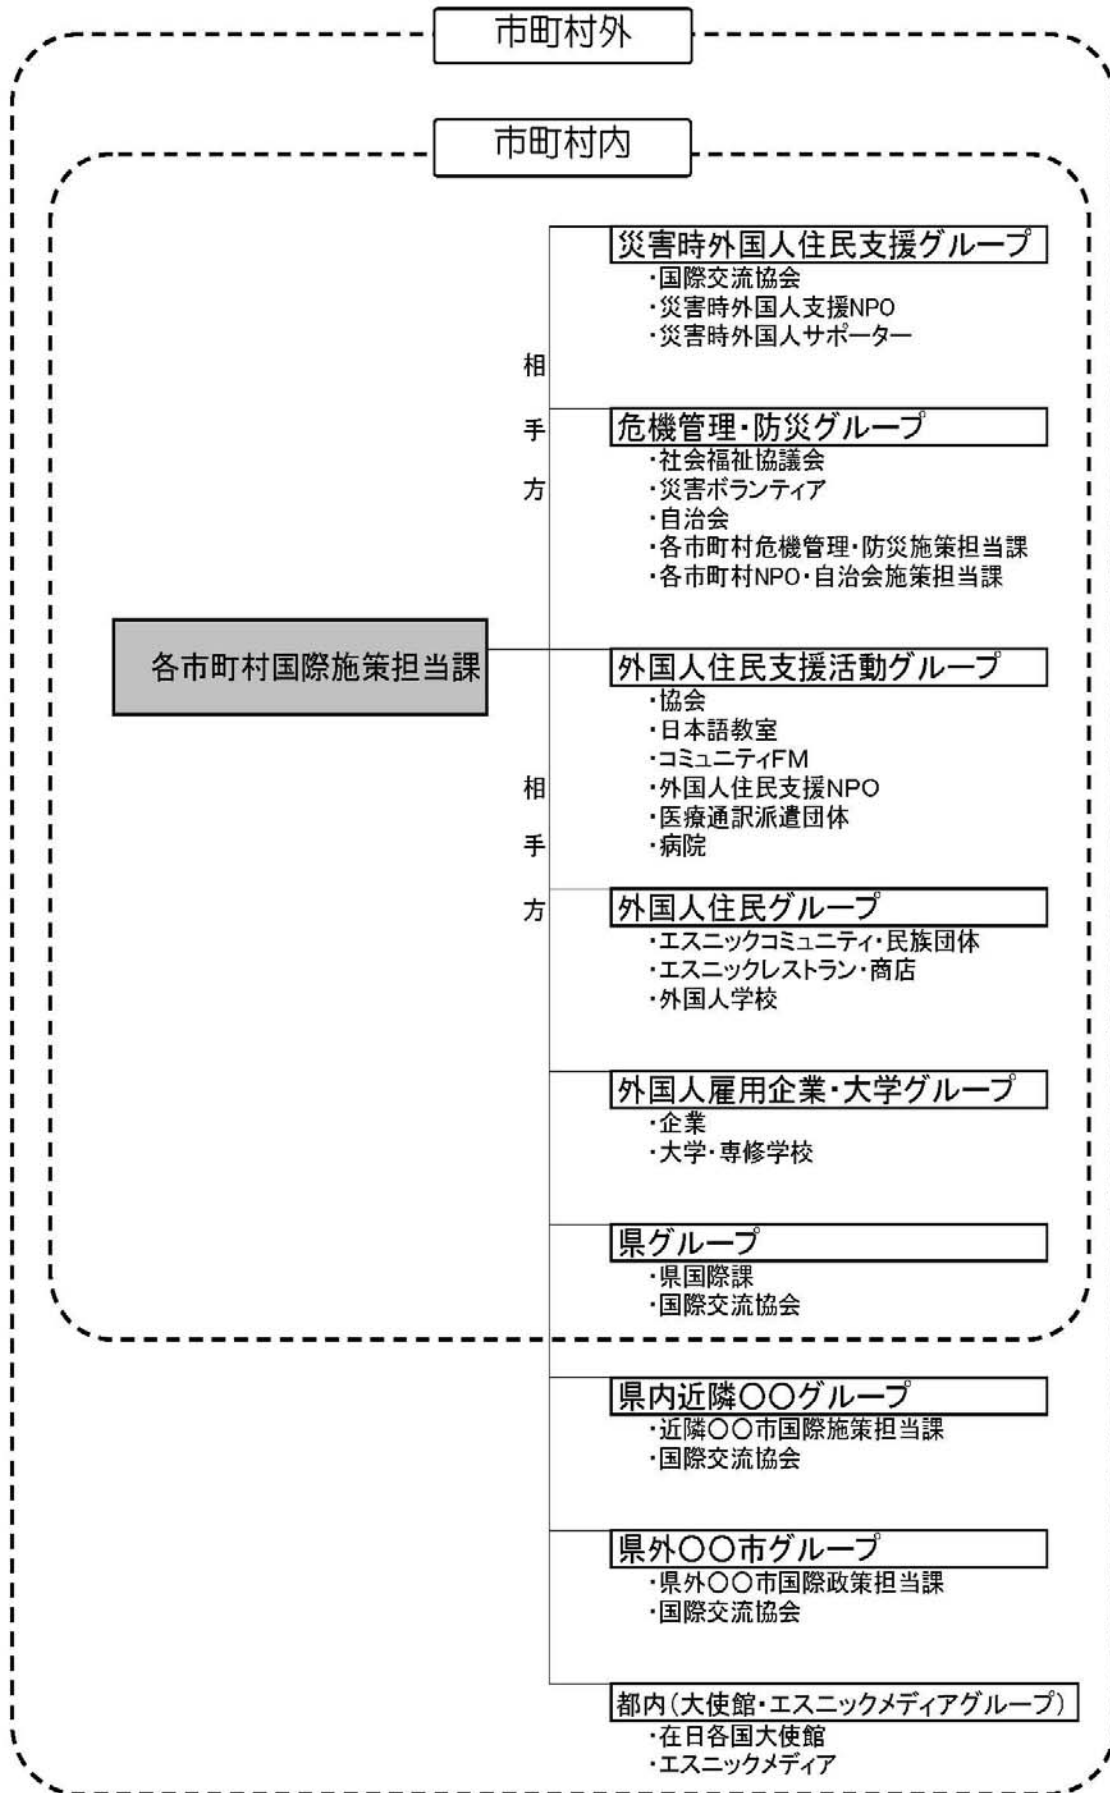 市町村外
市町村内
災害時外国人住民支援グループ
・国際交流協会
・災害時外国人支援NPO
・災害時外国人サポーター
相手方
危機管理・防災グループ
・社会福祉協議会
・災害ボランティア
・自治会
・各市町村危機管理・防災施策担当課
・各市町村NPO・自治会施策担当課
各市町村国際施策担当課
外国人住民支援活動グループ
・協会
・日本語教室
・コミュニティFM
・外国人住民支援NPO
・医療通訳派遣団体
・病院
相手方
外国人住民グループ
・エスニックコミュニティ・民族団体
・エスニックレストラン・商店
・外国人学校
外国人雇用企業・大学グループ
・企業
・大学・専修学校
県グループ
・県国際課
・国際交流協会
県内近隣〇〇グループ
・近隣〇〇市国際施策担当課
・国際交流協会
県外〇〇市グループ
・県外〇〇市国際政策担当課
・国際交流協会
都内(大使館・エスニックメディアグループ)
・在日各国大使館
・エスニックメディア